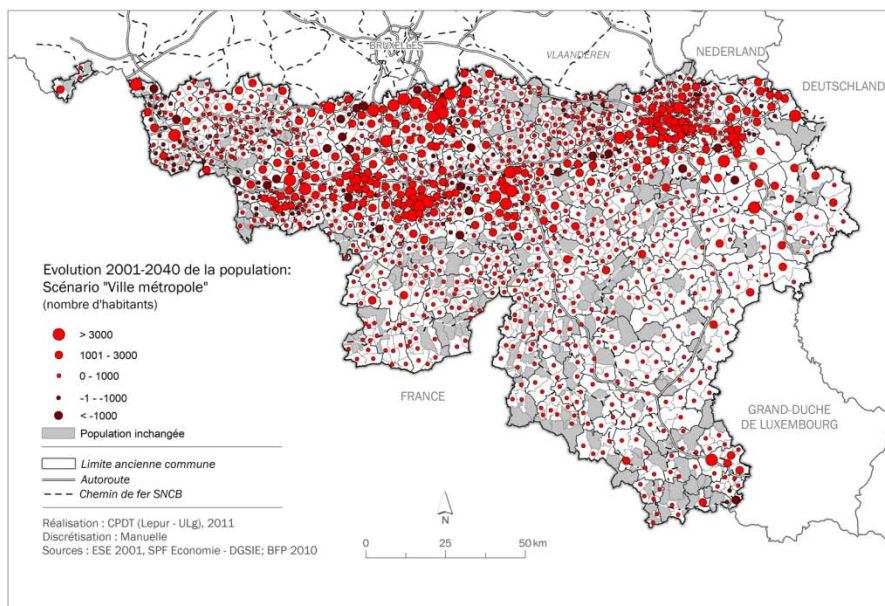 BRUXELLES
VLAANDEREN
NEDERLAND
DEUTSCHLAND
Evolution 2001-2040 de la population:
Scénario "Ville métropole"
(nombre d'habitants)
> 3000
1001 - 3000
0 - 1000
-1 - -1000
< -1000
Population inchangée
Limite ancienne commune
Autoroute
Chemin de fer SNCB
FRANCE
GRAND-DUCHE
DE LUXEMBOURG
Réalisation : CPDT (Lepur - ULg), 2011
Discrétisation : Manuelle
Sources : ESE 2001, SPF Economie - DGSIE; BFP 2010
N
0 25 50 km